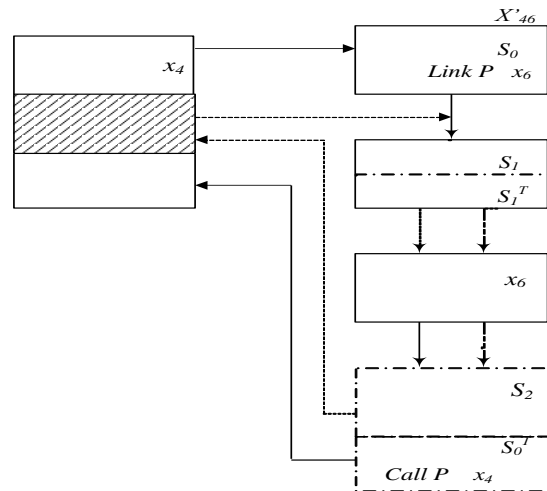 X'₄₆
x₄
S₀
Link P x₆
S₁
S₁ᵀ
x₆
S₂
S₀ᵀ
Call P x₄